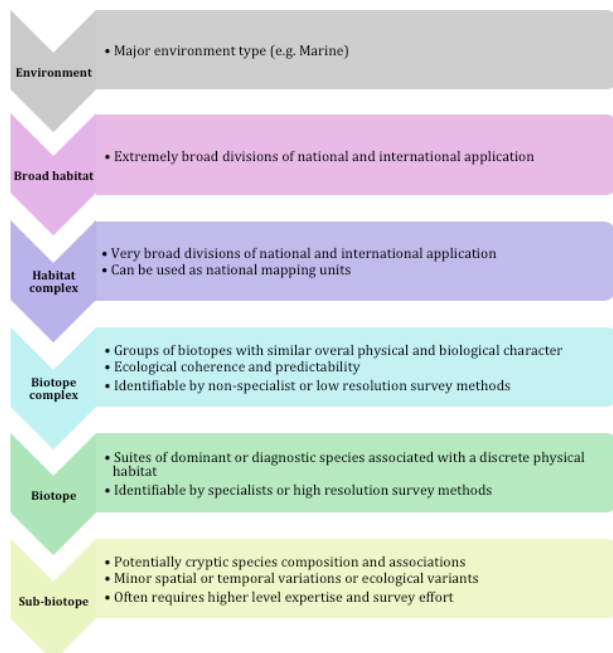 Environment
• Major environment type (e.g. Marine)
Broad habitat
• Extremely broad divisions of national and international application
Habitat
complex
• Very broad divisions of national and international application
• Can be used as national mapping units
Biotope
complex
• Groups of biotopes with similar overal physical and biological character
• Ecological coherence and predictability
• Identifiable by non-specialist or low resolution survey methods
Biotope
• Suites of dominant or diagnostic species associated with a discrete physical
habitat
• Identifiable by specialists or high resolution survey methods
Sub-biotope
• Potentially cryptic species composition and associations
• Minor spatial or temporal variations or ecological variants
• Often requires higher level expertise and survey effort